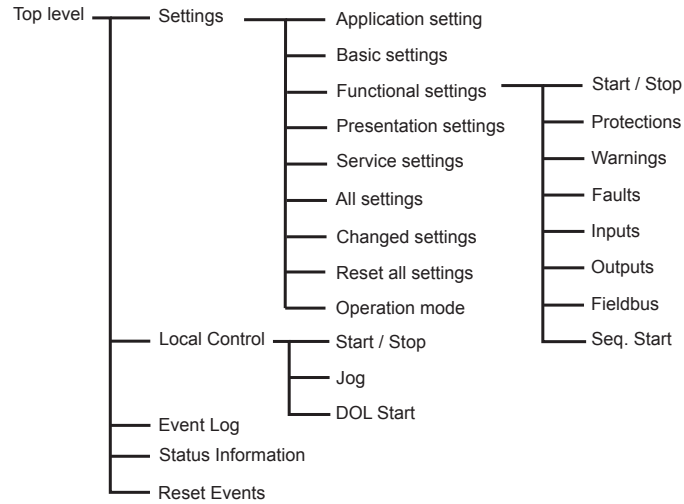 Top level
Settings
Application setting
Basic settings
Functional settings
Start / Stop
Protections
Warnings
Faults
Inputs
Outputs
Fieldbus
Seq. Start
Presentation settings
Service settings
All settings
Changed settings
Reset all settings
Operation mode
Local Control
Start / Stop
Jog
DOL Start
Event Log
Status Information
Reset Events